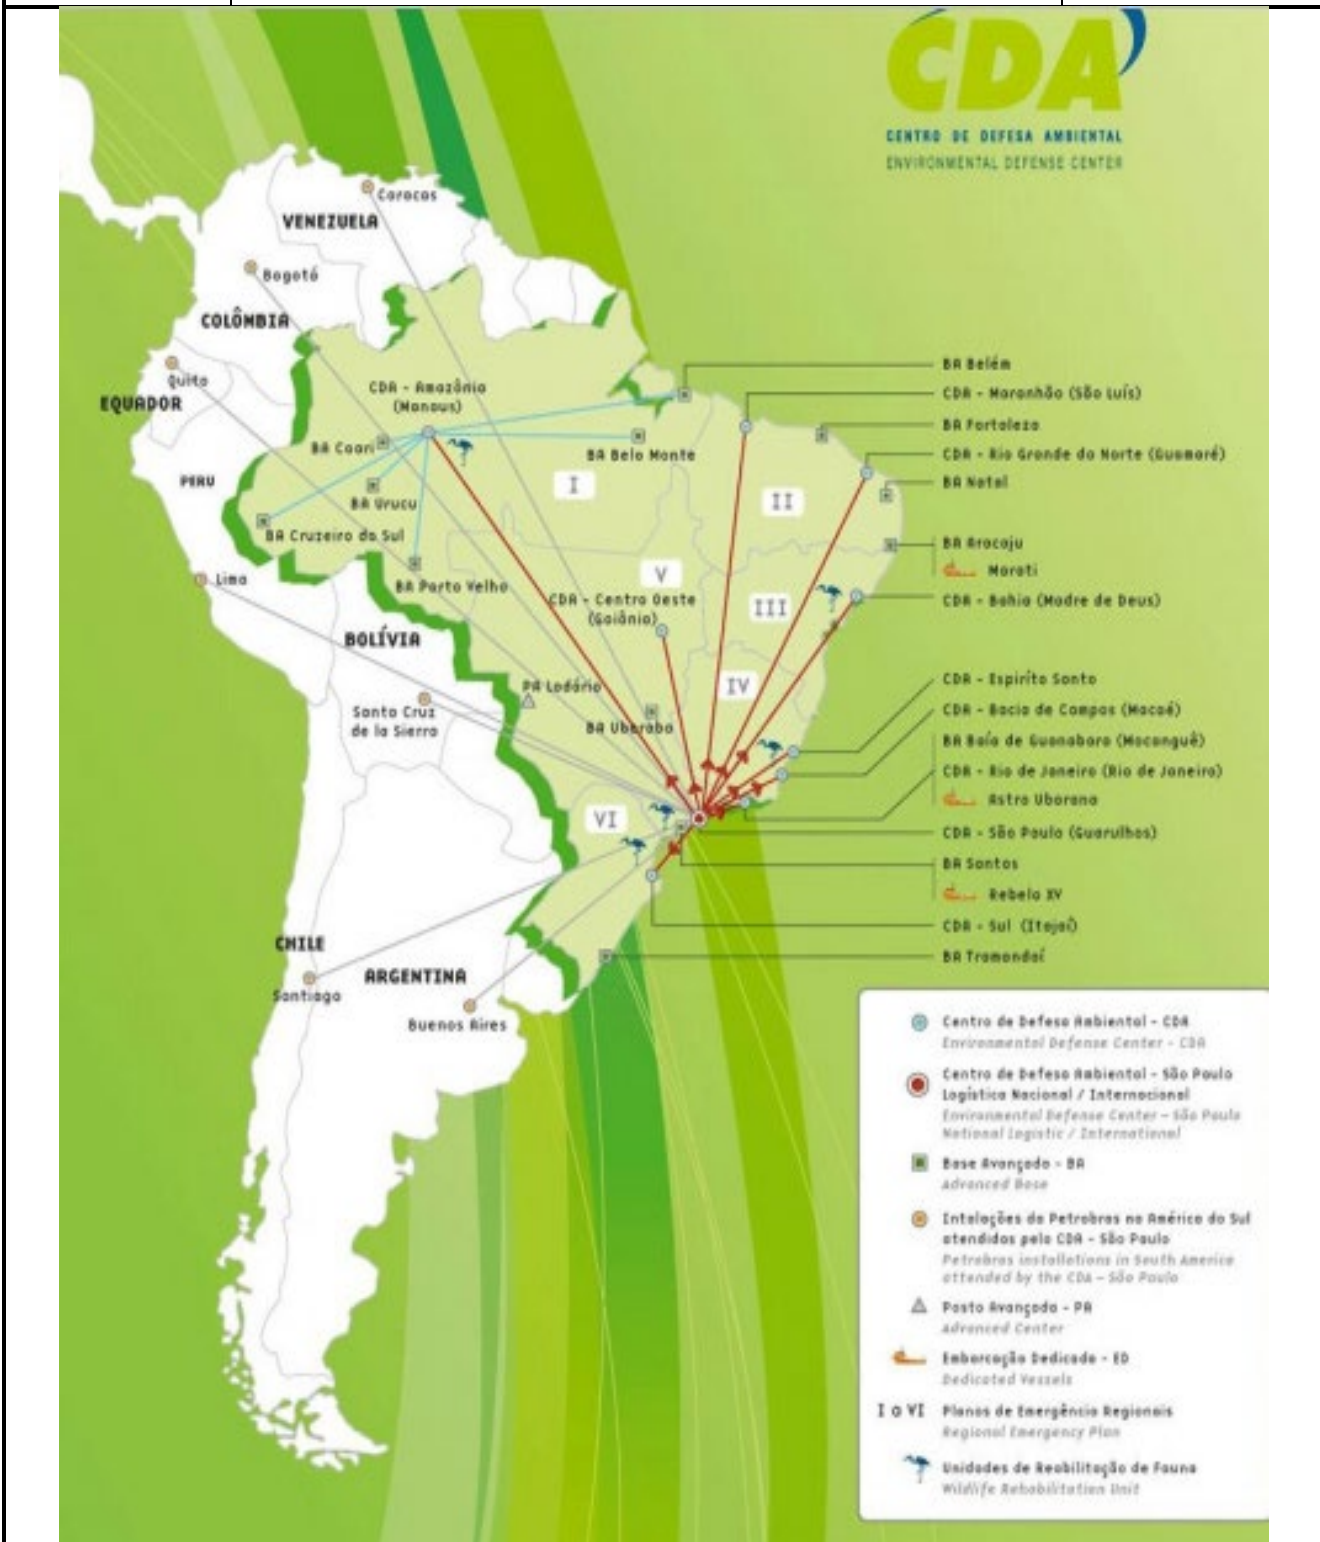 CDA
CENTRO DE DEFESA AMBIENTAL
ENVIRONMENTAL DEFENSE CENTER
Caracas
VENEZUELA
Bogotá
COLÔMBIA
Quito
EQUADOR
PERU
Lima
BOLÍVIA
Santa Cruz
de la Sierra
CHILE
Santiago
ARGENTINA
Buenos Aires
CDA - Amazônia
(Manaus)
BA Coari
BA Urucu
BA Cruzeiro do Sul
BA Porto Velho
BA Belo Monte
I
II
III
IV
V
VI
CDA - Centro Oeste
(Goiânia)
PA Ladário
BA Uberaba
BA Belém
CDA - Maranhão (São Luís)
BA Fortaleza
CDA - Rio Grande do Norte (Guamaré)
BA Natal
BA Aracaju
Marati
CDA - Bahia (Madre de Deus)
CDA - Espiríto Santo
CDA - Bacia de Campos (Macaé)
BA Baía de Guanabara (Mocanguê)
CDA - Rio de Janeiro (Rio de Janeiro)
Astro Ubarana
CDA - São Paulo (Guarulhos)
BA Santos
Rebelo XV
CDA - Sul (Itajaí)
BA Tramandaí
Centro de Defesa Ambiental - CDA
Environmental Defense Center - CDA
Centro de Defesa Ambiental - São Paulo
Logística Nacional / Internacional
Environmental Defense Center - São Paulo
National Logistic / International
Base Avançada - BA
Advanced Base
Intalações da Petrobras na América do Sul
atendidas pelo CDA - São Paulo
Petrobras installations in South America
attended by the CDA - São Paulo
Posto Avançado - PA
Advanced Center
Embarcação Dedicada - ED
Dedicated Vessels
I a VI Planos de Emergência Regionais
Regional Emergency Plan
Unidades de Reabilitação de Fauna
Wildlife Rehabilitation Unit